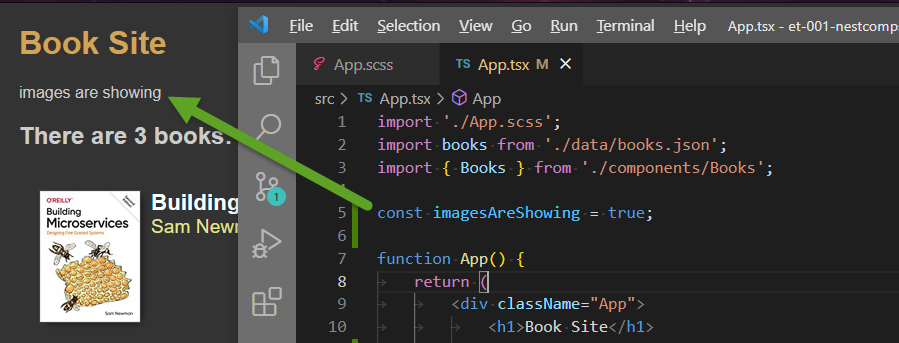 Book Site
images are showing
There are 3 books:
O'REILLY
Building
Microservices
Designing Fine-Grained Systems
Sam Newman
Building
Sam Newm
File Edit Selection View Go Run Terminal Help App.tsx - et-001-nestcomps
App.scss
TS App.tsx M
src > TS App.tsx > App
1
1 import './App.scss';
2 import books from './data/books.json';
3 import { Books } from './components/Books';
4
5 const imagesAreShowing = true;
6
7 function App() {
8 return (
9 <div className="App">
10 <h1>Book Site</h1>